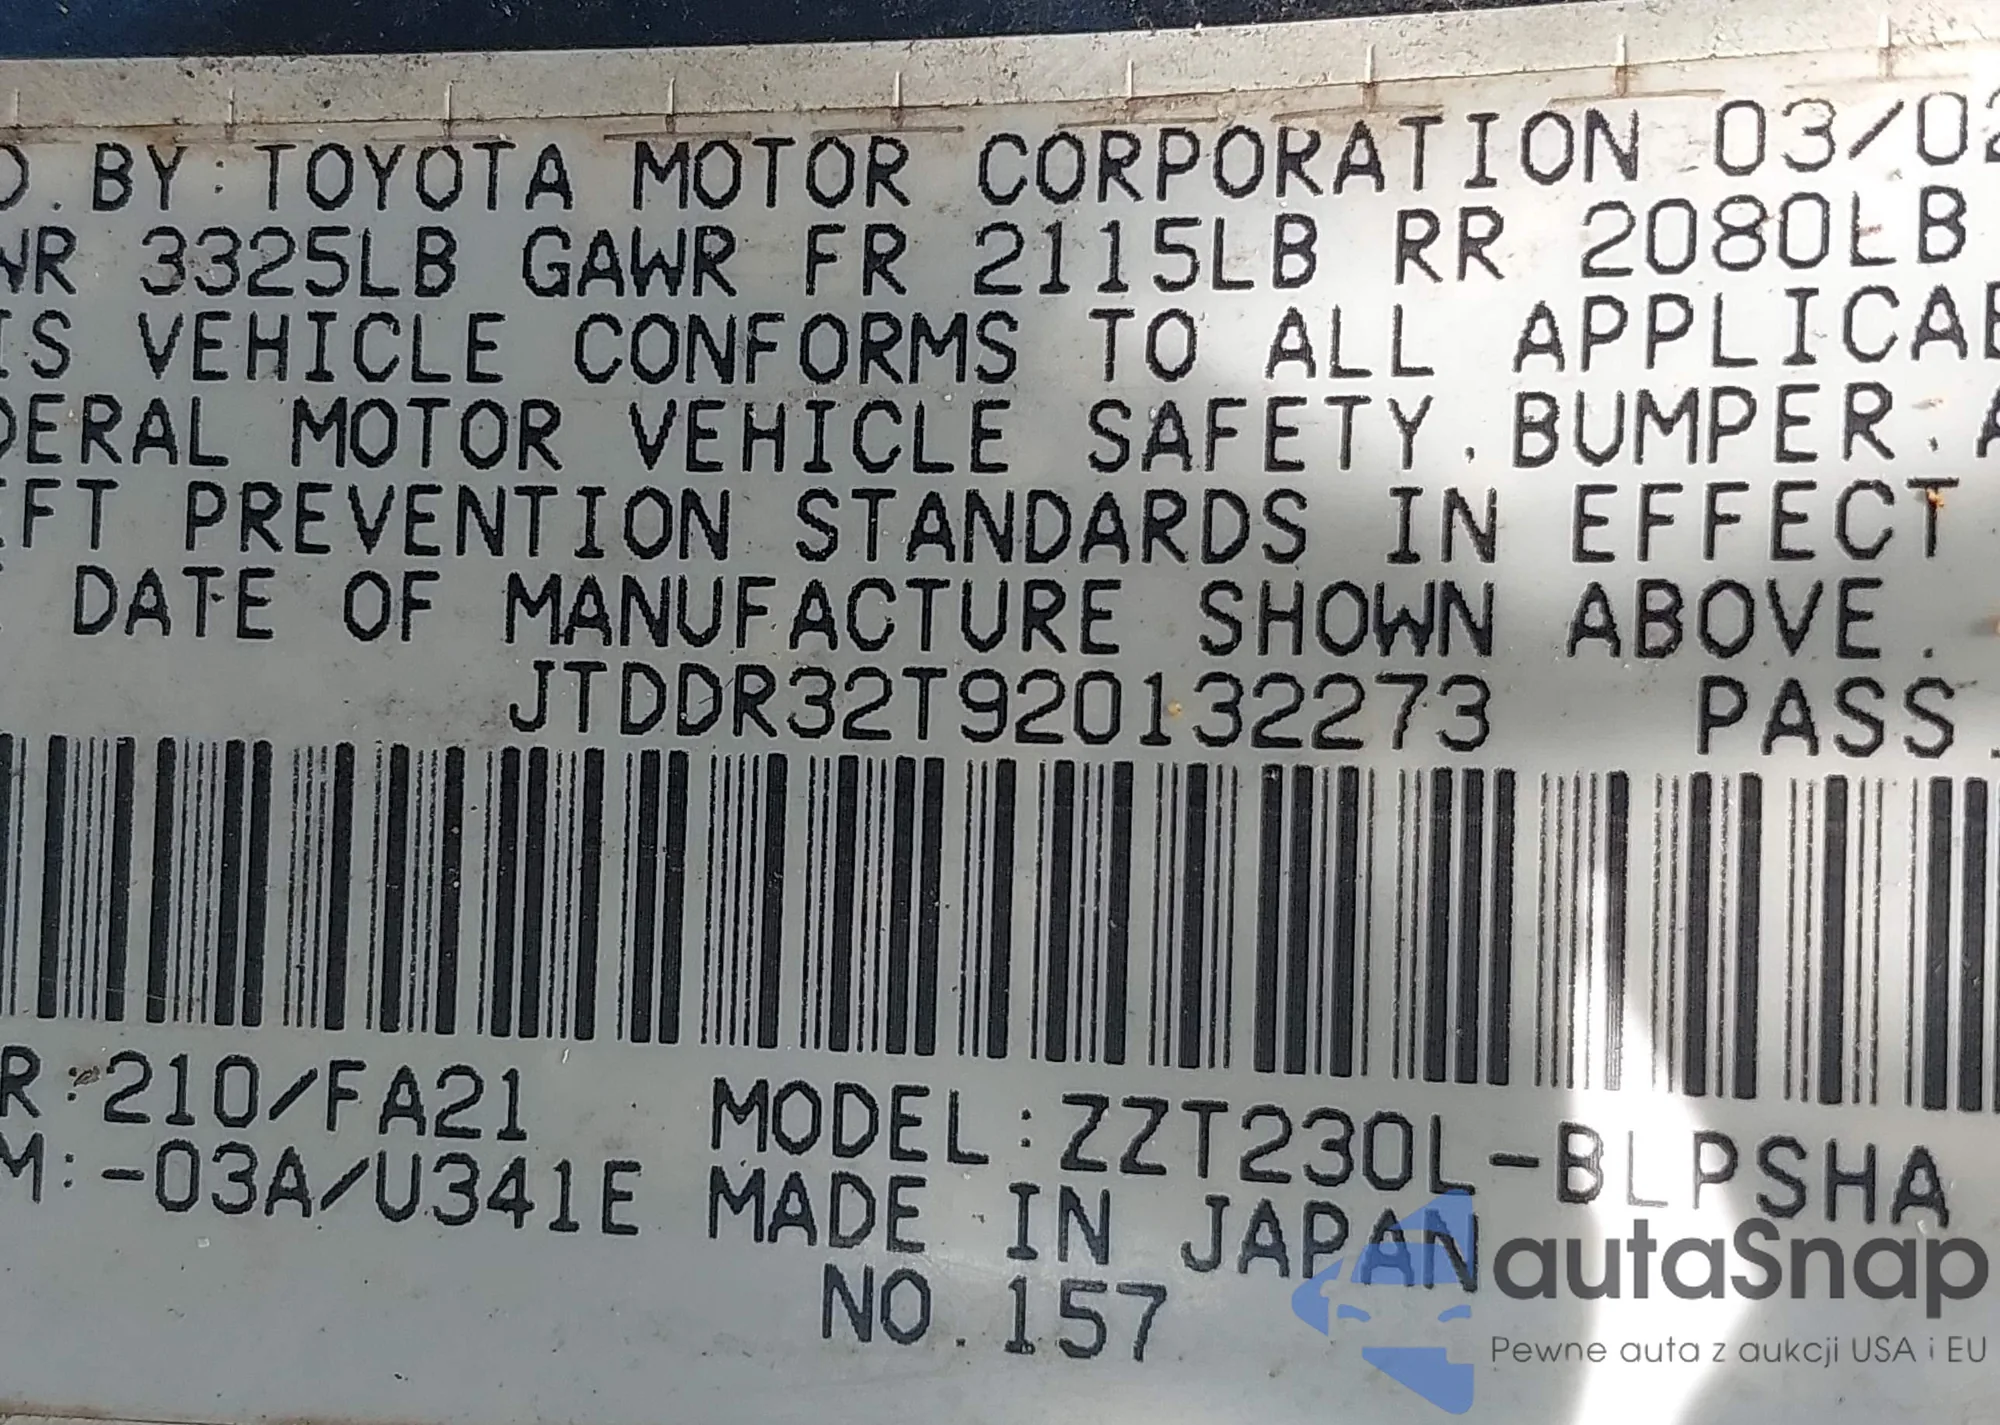 D.BY:TOYOTA MOTOR CORPORATION 03/02
WR 3325LB GAWR FR 2115LB RR 2080LB
IS VEHICLE CONFORMS TO ALL APPLICAB
DERAL MOTOR VEHICLE SAFETY.BUMPER.A
EFT PREVENTION STANDARDS IN EFFECT
E DATE OF MANUFACTURE SHOWN ABOVE.
JTDDR32T920132273 PASS.
R:210/FA21 MODEL:ZZT230L-BLPSHA
M:-03A/U341E MADE IN JAPAN
NO.157
autaSnap
Pewne auta z aukcji USA i EU